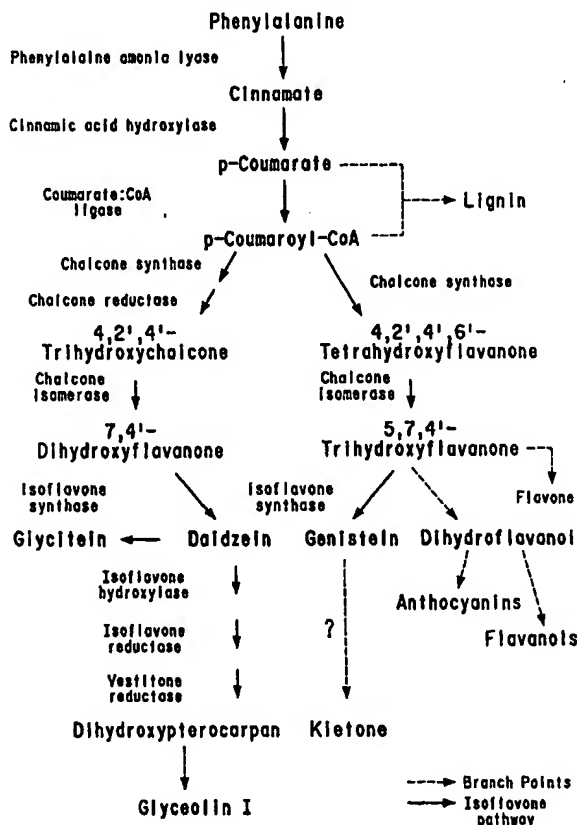 Phenylalanine
Phenylalaine amonia lyase
Cinnamate
Cinnamic acid hydroxylase
p-Coumarate
Coumarate:CoA
ligase
Lignin
p-Coumaroyl-CoA
Chalcone synthase
Chalcone synthase
Chalcone reductase
4,2',4'-
Trihydroxychalcone
4,2',4',6'-
Tetrahydroxyflavanone
Chalcone
isomerase
Chalcone
isomerase
7,4'-
Dihydroxyflavanone
5,7,4'-
Trihydroxyflavanone
Isoflavone
synthase
Isoflavone
synthase
Flavone
Glycitein
Daidzein
Genistein
Dihydroflavanol
Isoflavone
hydroxylase
Anthocyanins
Isoflavone
reductase
?
Flavanols
Vestitone
reductase
Dihydroxypterocarpan
Kietone
Glyceolin I
Branch Points
Isoflavone
pathway